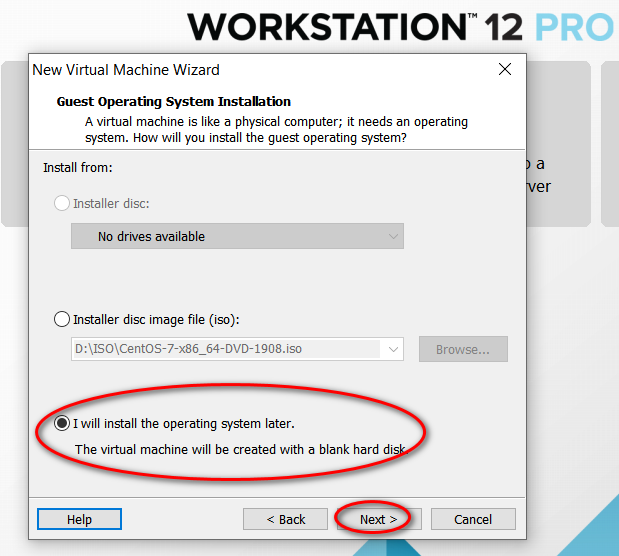 WORKSTATION™ 12 PRO
New Virtual Machine Wizard
Guest Operating System Installation
A virtual machine is like a physical computer; it needs an operating
system. How will you install the guest operating system?
Install from:
Installer disc:
No drives available
Installer disc image file (iso):
D:\ISO\CentOS-7-x86_64-DVD-1908.iso
Browse...
I will install the operating system later.
The virtual machine will be created with a blank hard disk.
Help
< Back
Next >
Cancel
a